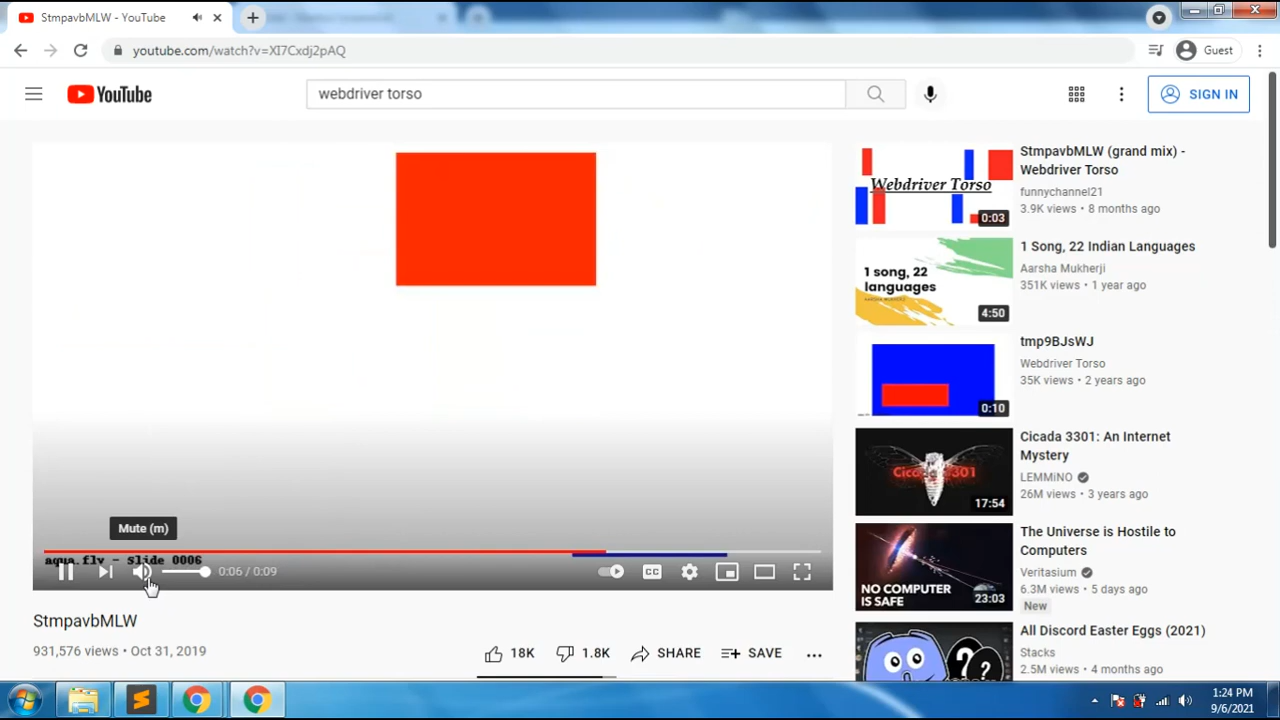 StmpavbMLW - YouTube
youtube.com/watch?v=XI7Cxdj2pAQ
Guest
YouTube
webdriver torso
SIGN IN
Mute (m)
aqua.flv - Slide 0006
0:06 / 0:09
CC
StmpavbMLW
931,576 views • Oct 31, 2019
18K
1.8K
SHARE
SAVE
Webdriver Torso
0:03
StmpavbMLW (grand mix) -
Webdriver Torso
funnychannel21
3.9K views • 8 months ago
1 song, 22
languages
4:50
1 Song, 22 Indian Languages
Aarsha Mukherji
351K views • 1 year ago
0:10
tmp9BJsWJ
Webdriver Torso
35K views • 2 years ago
Cicada 3301
17:54
Cicada 3301: An Internet
Mystery
LEMMiNO
26M views • 3 years ago
NO COMPUTER
IS SAFE
23:03
The Universe is Hostile to
Computers
Veritasium
6.3M views • 5 days ago
New
All Discord Easter Eggs (2021)
Stacks
2.5M views • 4 months ago
1:24 PM
9/6/2021